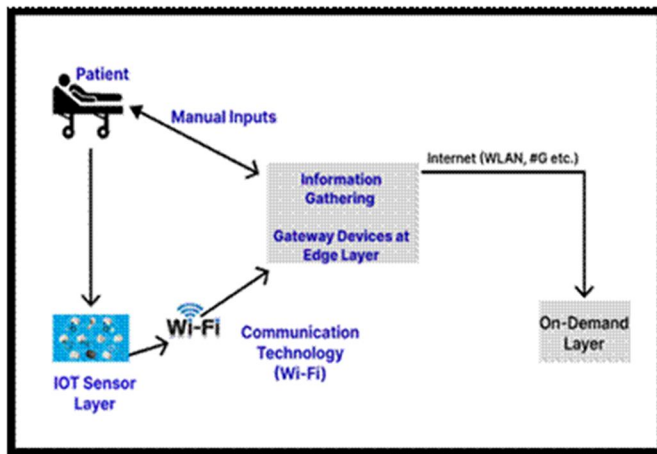 Patient
Manual Inputs
Internet (WLAN, #G etc.)
Information
Gathering
Gateway Devices at
Edge Layer
Wi-Fi
Communication
Technology
(Wi-Fi)
On-Demand
Layer
IOT Sensor
Layer